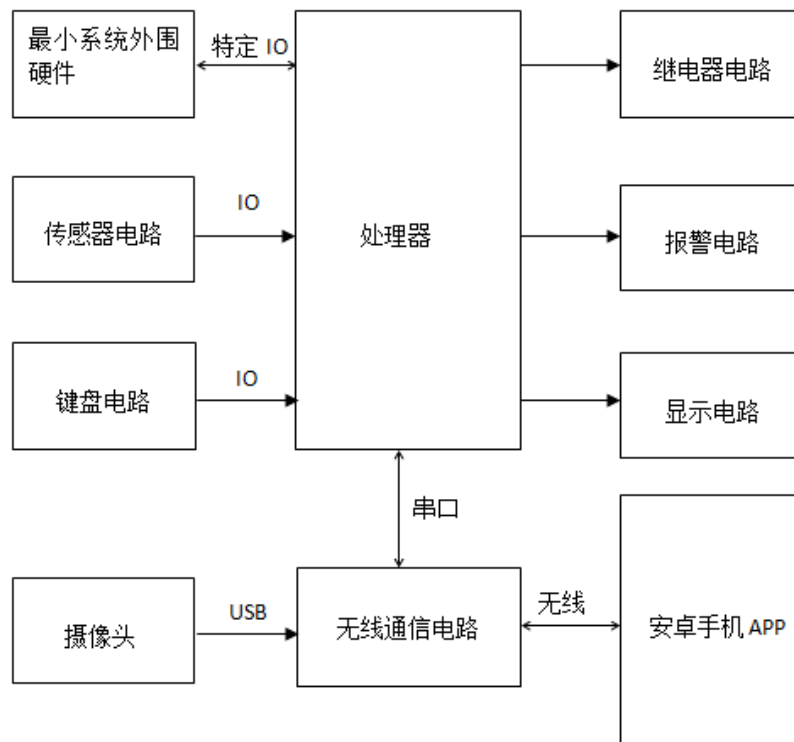 最小系统外围
硬件
特定 IO
继电器电路
传感器电路
IO
处理器
报警电路
键盘电路
IO
显示电路
串口
摄像头
USB
无线通信电路
无线
安卓手机 APP